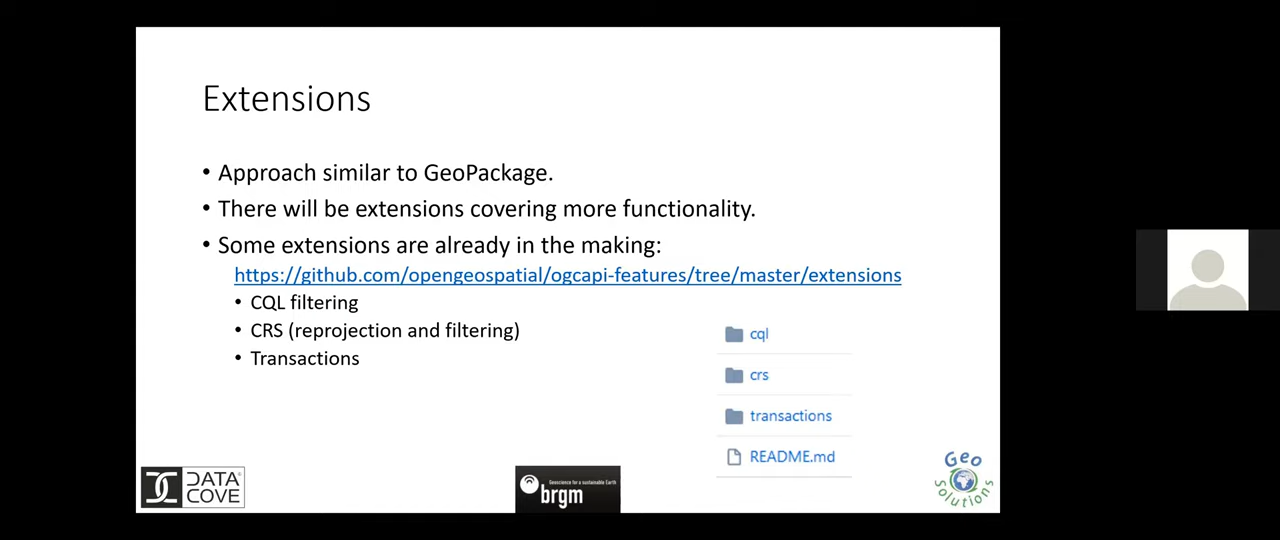 Extensions
• Approach similar to GeoPackage.
• There will be extensions covering more functionality.
• Some extensions are already in the making:
https://github.com/opengeospatial/ogcapi-features/tree/master/extensions
• CQL filtering
• CRS (reprojection and filtering)
• Transactions
cql
crs
transactions
README.md
DATA
COVE
Geoscience for a sustainable Earth
brgm
Geo
Solutions